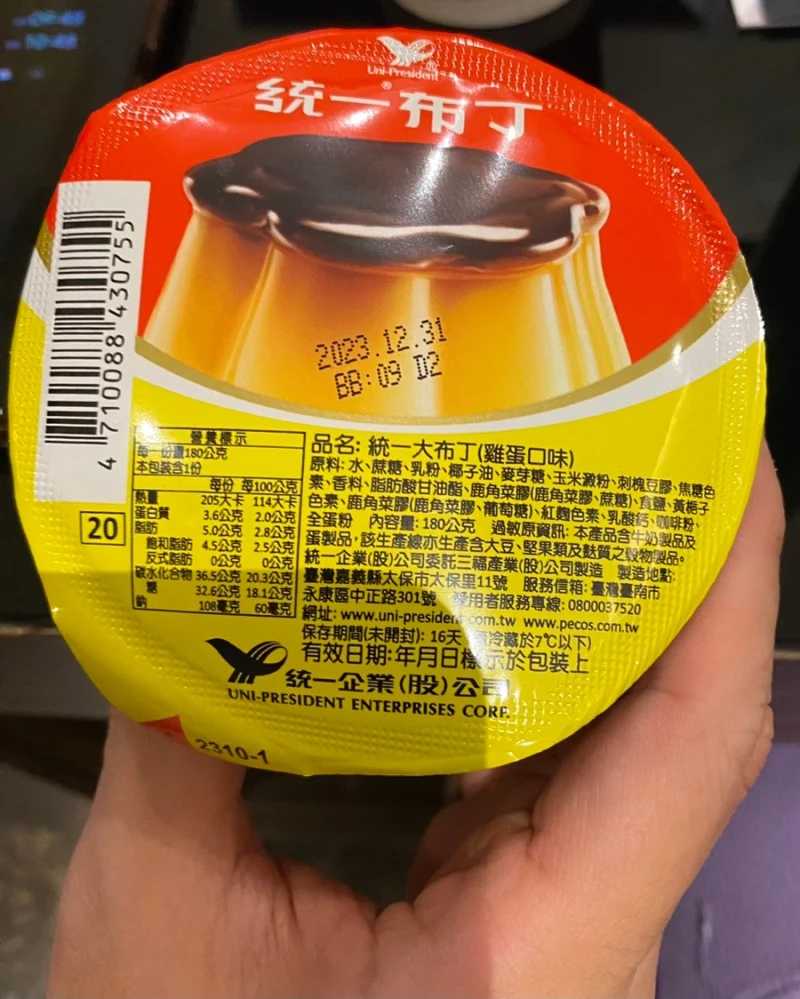 Uni-President
統一布丁
4 710088 430755
2023.12.31
BB:09 D2
20
營養標示
每一份量180公克
本包裝含1份
每份 每100公克
熱量 205大卡 114大卡
蛋白質 3.6公克 2.0公克
脂肪 5.0公克 2.8公克
飽和脂肪 4.5公克 2.5公克
反式脂肪 0公克 0公克
碳水化合物 36.5公克 20.3公克
糖 32.6公克 18.1公克
鈉 108毫克 60毫克
品名: 統一大布丁(雞蛋口味)
原料: 水、蔗糖、乳粉、椰子油、麥芽糖、玉米澱粉、刺槐豆膠、焦糖色
素、香料、脂肪酸甘油酯、鹿角菜膠(鹿角菜膠、蔗糖)、食鹽、黃梔子
色素、鹿角菜膠(鹿角菜膠、葡萄糖)、紅麴色素、乳酸鈣、咖啡粉、
全蛋粉 內容量: 180公克 過敏原資訊: 本產品含牛奶製品及
蛋製品，該生產線亦生產含大豆、堅果類及麩質之穀物製品。
統一企業(股)公司委託三福產業(股)公司製造 製造地點:
臺灣嘉義縣太保市太保里11號 服務信箱: 臺灣臺南市
永康區中正路301號 愛用者服務專線: 0800037520
網址: www.uni-president.com.tw www.pecos.com.tw
保存期間(未開封): 16天 冷藏於7℃以下)
有效日期:年月日標示於包裝上
統一企業(股)公司
UNI-PRESIDENT ENTERPRISES CORP.
2310-1